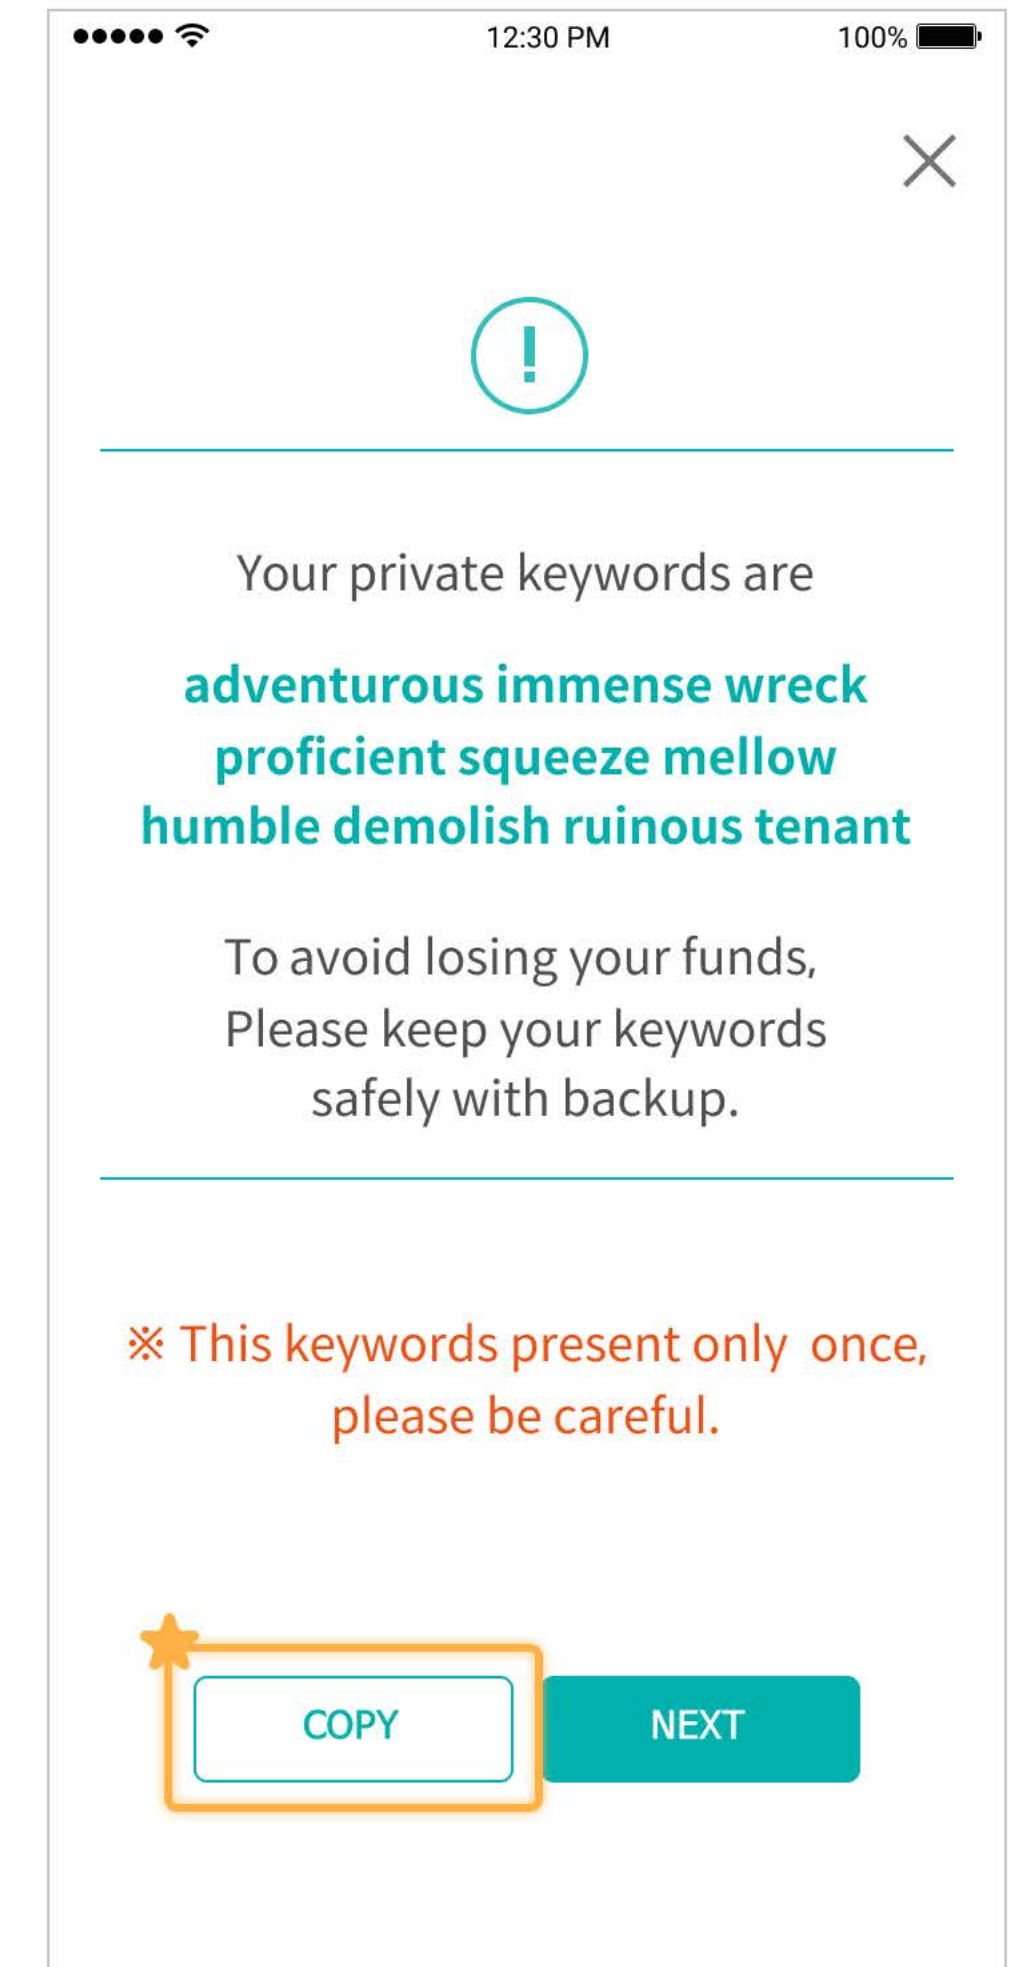 12:30 PM
100%
!
Your private keywords are
adventurous immense wreck
proficient squeeze mellow
humble demolish ruinous tenant
To avoid losing your funds,
Please keep your keywords
safely with backup.
※ This keywords present only once,
please be careful.
COPY
NEXT